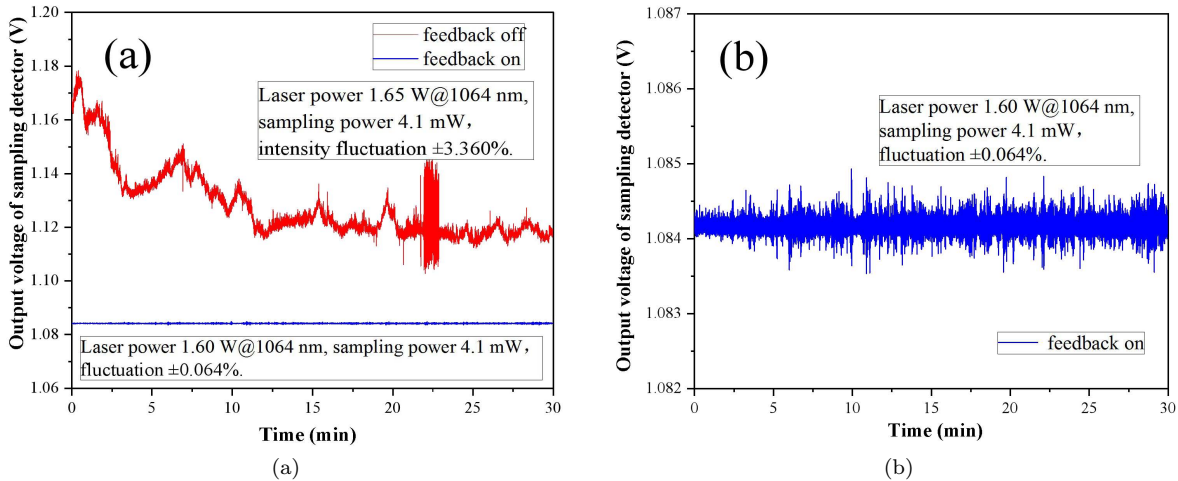 (a)
feedback off
feedback on
Laser power 1.65 W@1064 nm,
sampling power 4.1 mW，
intensity fluctuation ±3.360%.
Laser power 1.60 W@1064 nm, sampling power 4.1 mW，
fluctuation ±0.064%.
Output voltage of sampling detector (V)
1.20
1.18
1.16
1.14
1.12
1.10
1.08
1.06
0
5
10
15
20
25
30
Time (min)
(a)
(b)
Laser power 1.60 W@1064 nm,
sampling power 4.1 mW，
fluctuation ±0.064%.
feedback on
Output voltage of sampling detector (V)
1.087
1.086
1.085
1.084
1.083
1.082
0
5
10
15
20
25
30
Time (min)
(b)